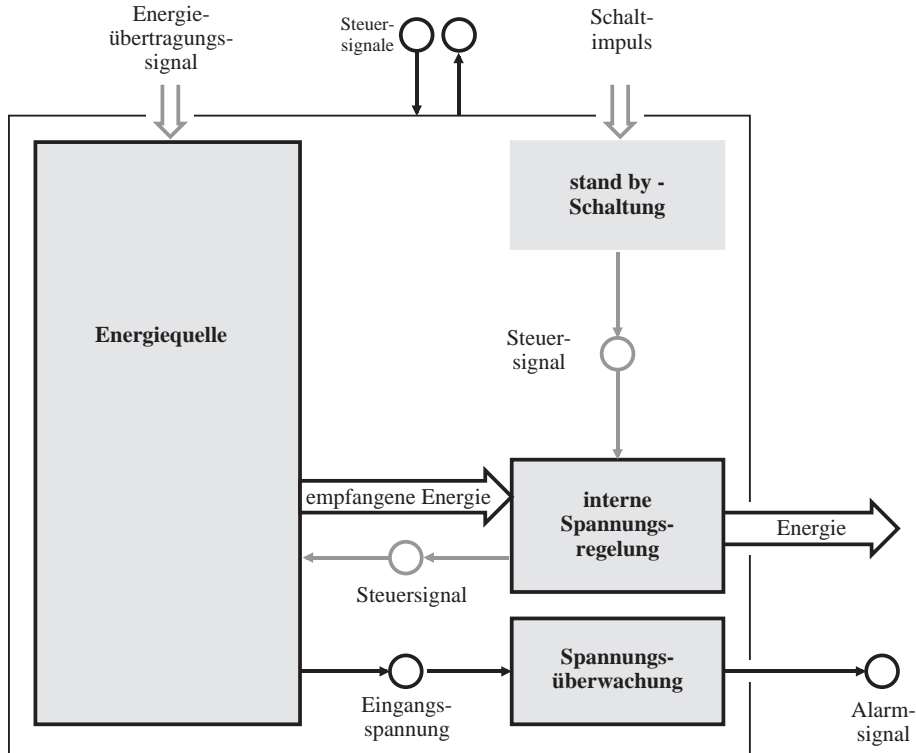 Energie-
übertragungs-
signal
Steuer-
signale
Schalt-
impuls
stand by -
Schaltung
Energiequelle
Steuer-
signal
empfangene Energie
interne
Spannungs-
regelung
Energie
Steuersignal
Spannungs-
überwachung
Eingangs-
spannung
Alarm-
signal